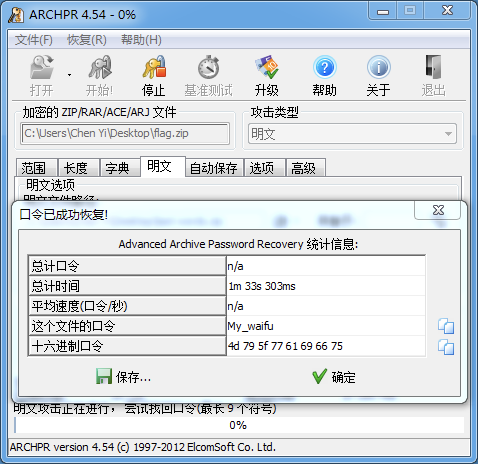 ARCHPR 4.54 - 0%
文件(F) 恢复(R) 帮助(H)
打开 开始! 停止 基准测试 升级 帮助 关于 退出
加密的 ZIP/RAR/ACE/ARJ 文件 攻击类型
C:\Users\Chen Yi\Desktop\flag.zip 明文
范围 长度 字典 明文 自动保存 选项 高级
明文选项
明文文件路径:
口令已成功恢复!
Advanced Archive Password Recovery 统计信息:
总计口令 n/a
总计时间 1m 33s 303ms
平均速度(口令/秒) n/a
这个文件的口令 My_waifu
十六进制口令 4d 79 5f 77 61 69 66 75
保存... 确定
明文攻击正在进行，尝试找回口令(最长 9 个符号)
0%
ARCHPR version 4.54 (c) 1997-2012 ElcomSoft Co. Ltd.